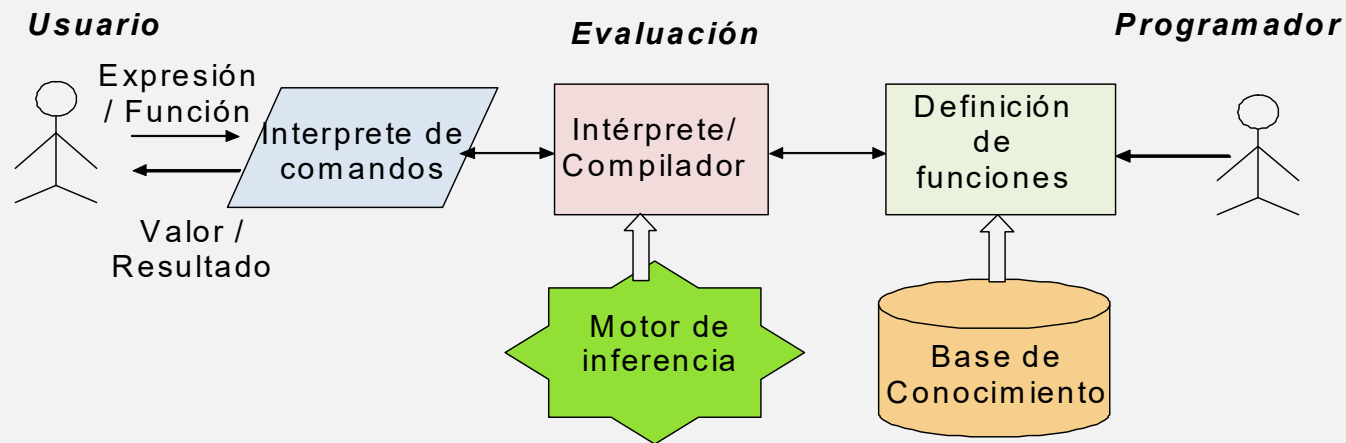 Usuario
Evaluación
Programador
Expresión
/ Función
Interprete de
comandos
Valor /
Resultado
Intérprete/
Compilador
Definición
de
funciones
Motor de
inferencia
Base de
Conocimiento